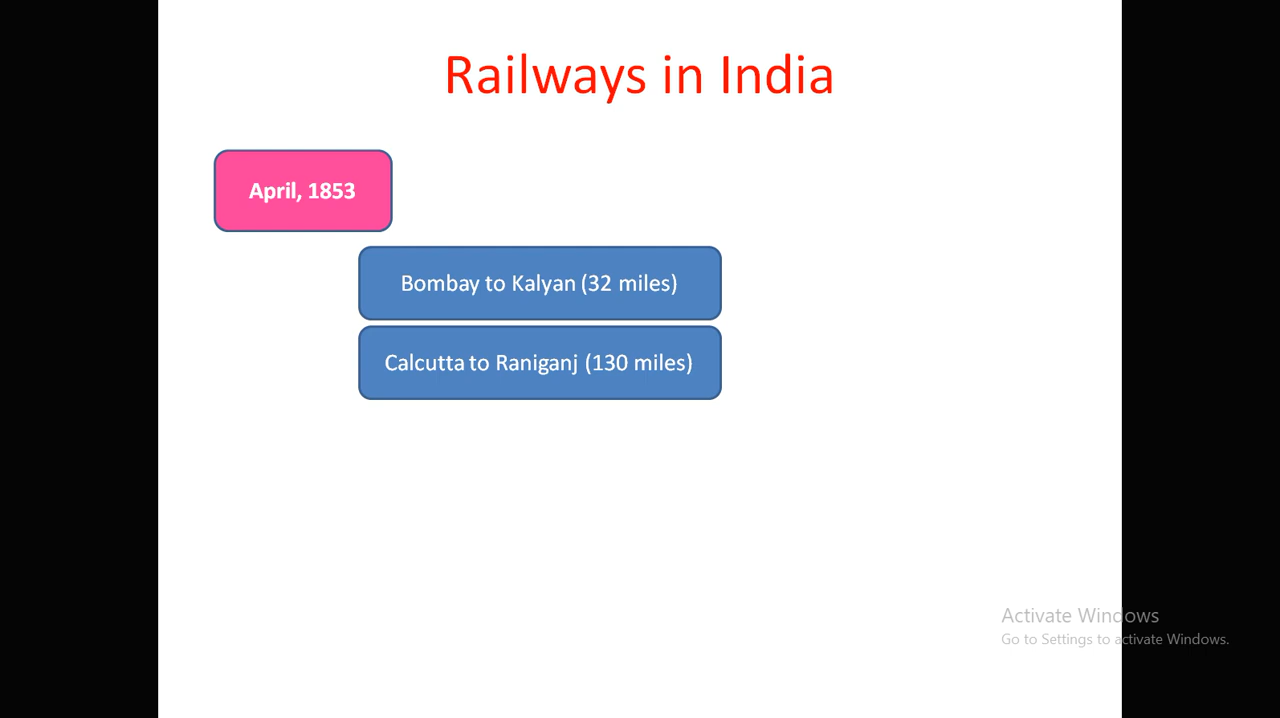 Railways in India
April, 1853
Bombay to Kalyan (32 miles)
Calcutta to Raniganj (130 miles)
Activate Windows
Go to Settings to activate Windows.